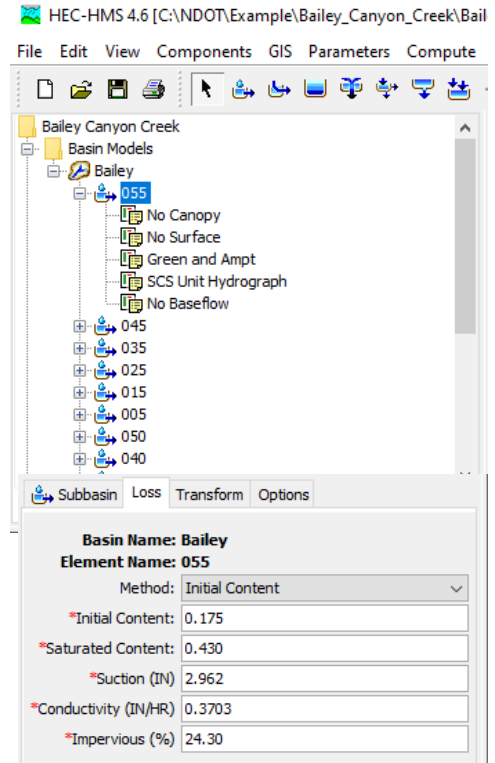 HEC-HMS 4.6 [C:\NDOT\Example\Bailey_Canyon_Creek\Bail
File Edit View Components GIS Parameters Compute
Bailey Canyon Creek
Basin Models
Bailey
055
No Canopy
No Surface
Green and Ampt
SCS Unit Hydrograph
No Baseflow
045
035
025
015
005
050
040
Subbasin Loss Transform Options
Basin Name: Bailey
Element Name: 055
Method: Initial Content
*Initial Content: 0.175
*Saturated Content: 0.430
*Suction (IN) 2.962
*Conductivity (IN/HR) 0.3703
*Impervious (%) 24.30